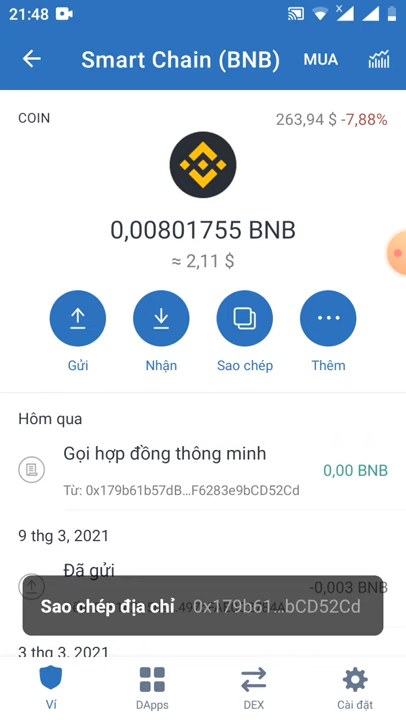 21:48
Smart Chain (BNB) MUA
COIN 263,94 $ -7,88%
0,00801755 BNB
≈ 2,11 $
Gửi Nhận Sao chép Thêm
Hôm qua
Gọi hợp đồng thông minh
0,00 BNB
Từ: 0x179b61b57dB...F6283e9bCD52Cd
9 thg 3, 2021
Đã gửi
-0,003 BNB
Sao chép địa chỉ 0x179b61...bCD52Cd
3 thg 3, 2021
Ví DApps DEX Cài đặt